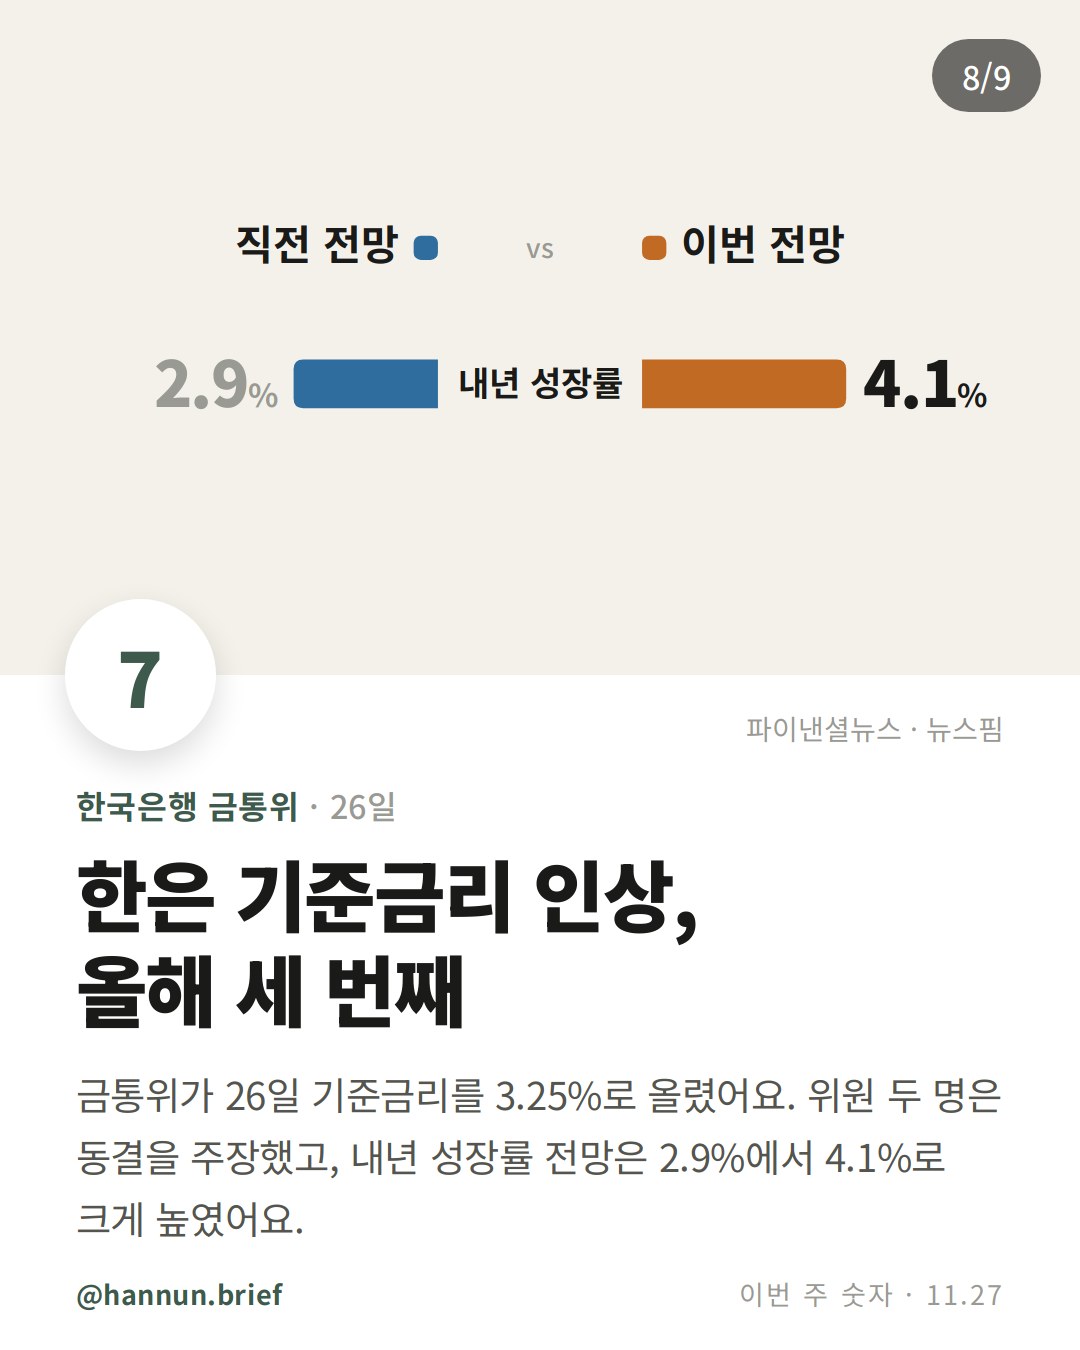 8/9
직전 전망 vs 이번 전망
2.9% 내년 성장률 4.1%
7
파이낸셜뉴스 · 뉴스핌
한국은행 금통위 · 26일
한은 기준금리 인상,
올해 세 번째
금통위가 26일 기준금리를 3.25%로 올렸어요. 위원 두 명은
동결을 주장했고, 내년 성장률 전망은 2.9%에서 4.1%로
크게 높였어요.
@hannun.brief 이번 주 숫자 · 11.27